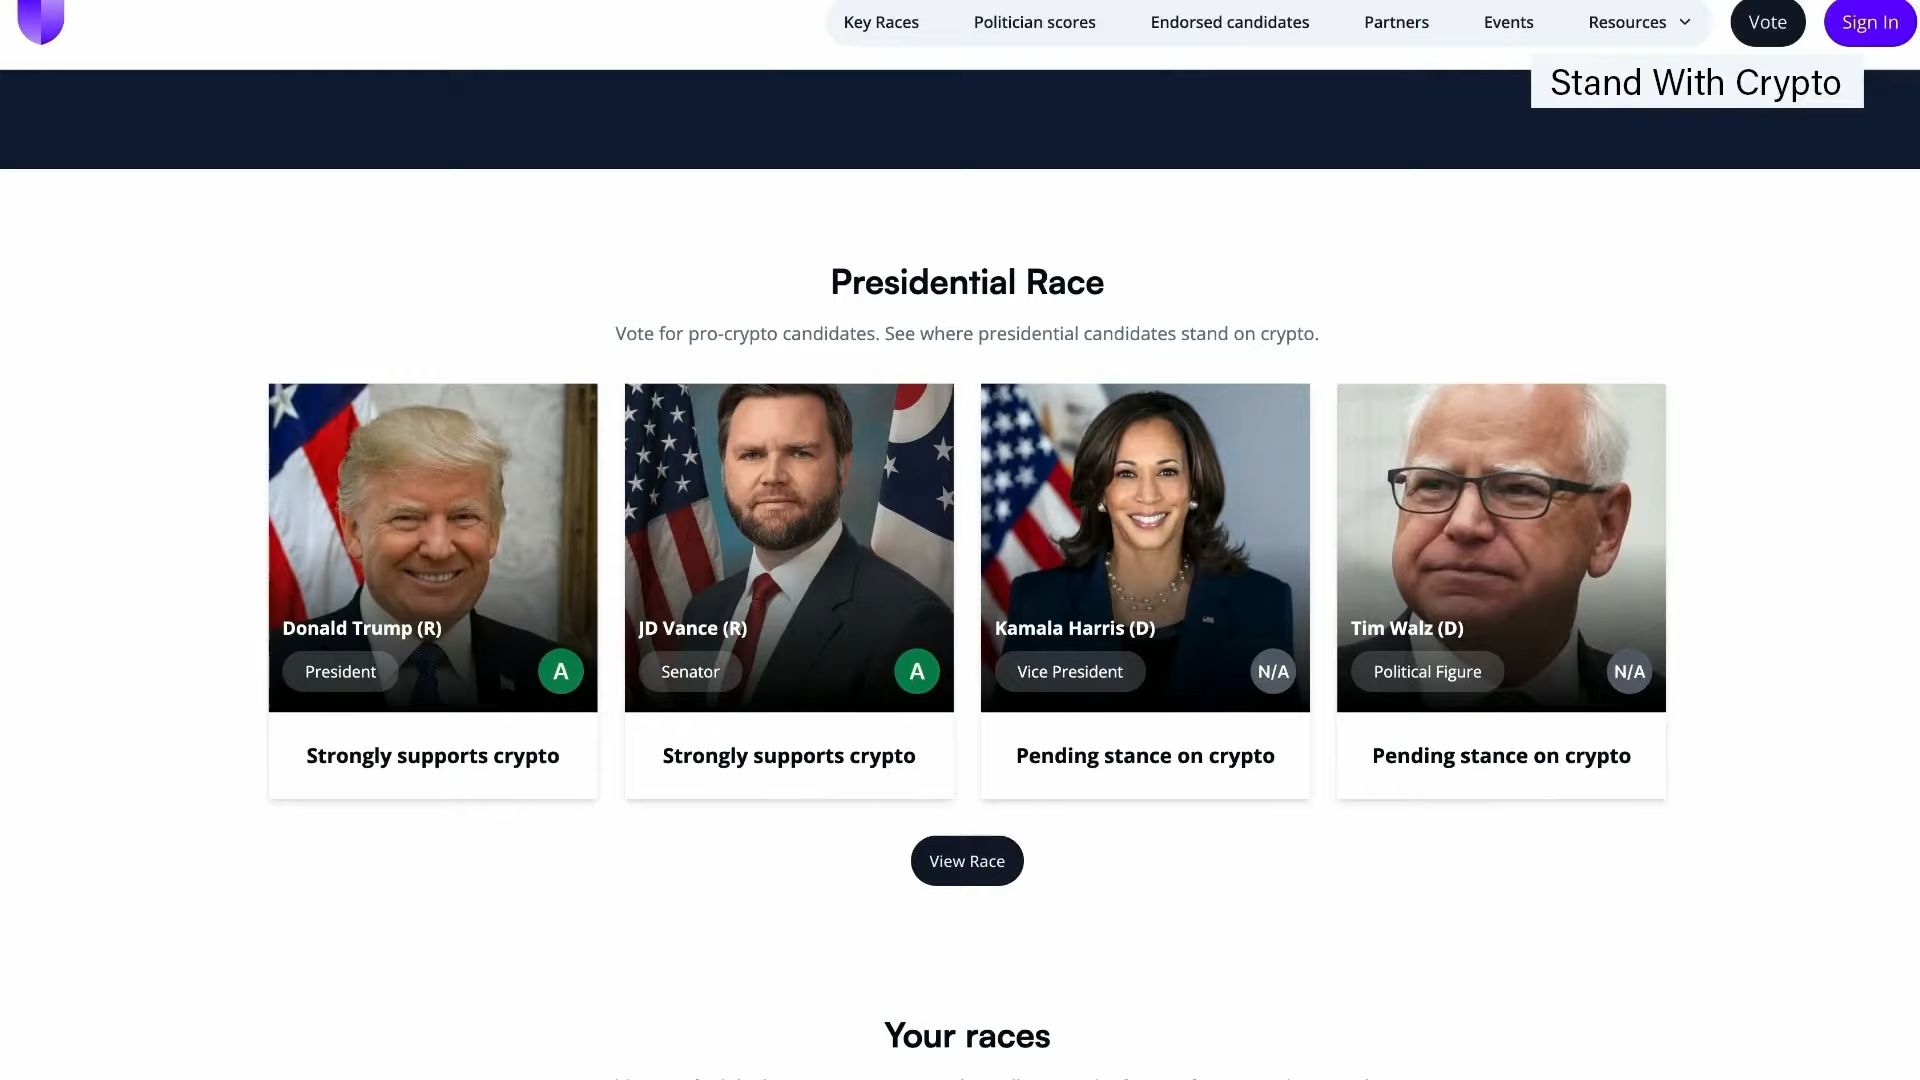 Key Races
Politician scores
Endorsed candidates
Partners
Events
Resources
Vote
Sign In
Stand With Crypto
Presidential Race
Vote for pro-crypto candidates. See where presidential candidates stand on crypto.
Donald Trump (R)
President
A
Strongly supports crypto
JD Vance (R)
Senator
A
Strongly supports crypto
Kamala Harris (D)
Vice President
N/A
Pending stance on crypto
Tim Walz (D)
Political Figure
N/A
Pending stance on crypto
View Race
Your races